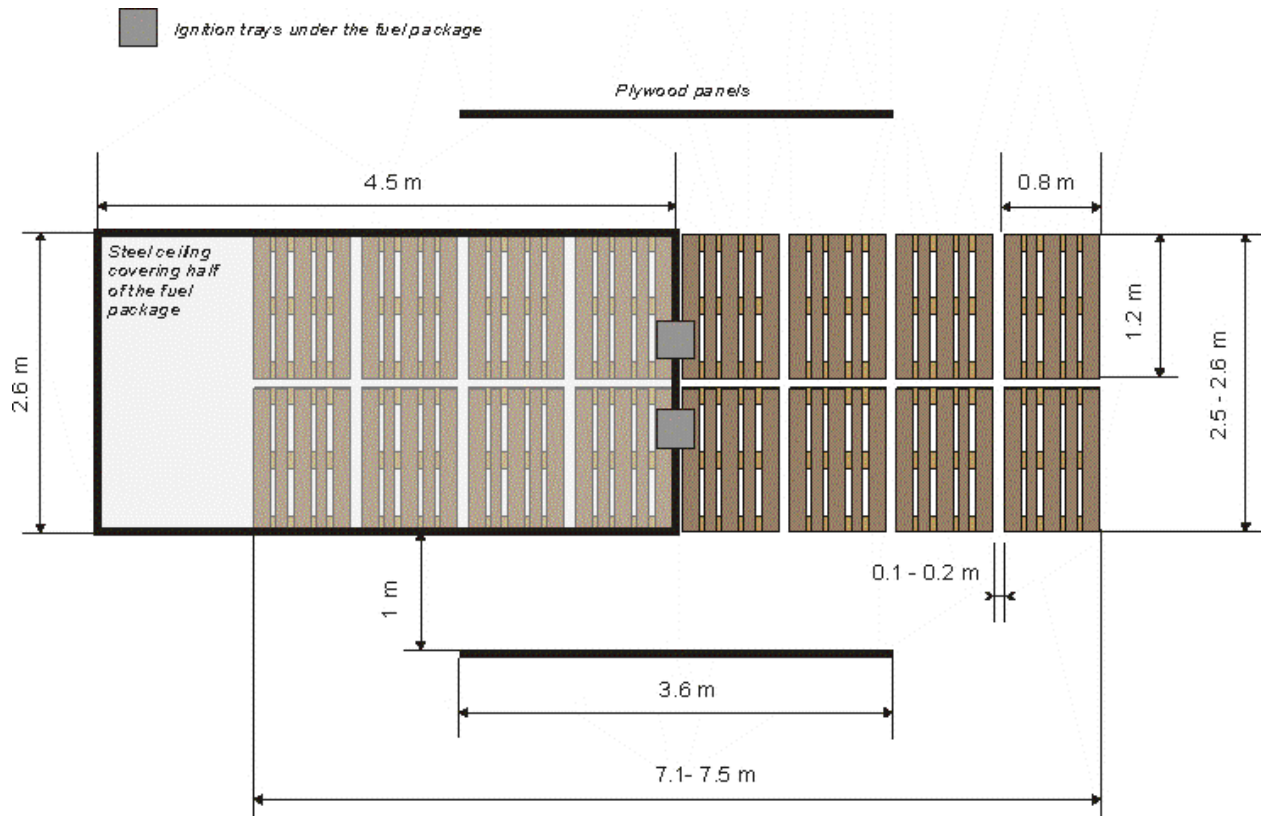 Ignition trays under the fuel package
Plywood panels
4.5 m
0.8 m
Steel ceiling
covering half
of the fuel
package
2.6 m
1.2 m
2.5 - 2.6 m
0.1 - 0.2 m
1 m
3.6 m
7.1- 7.5 m